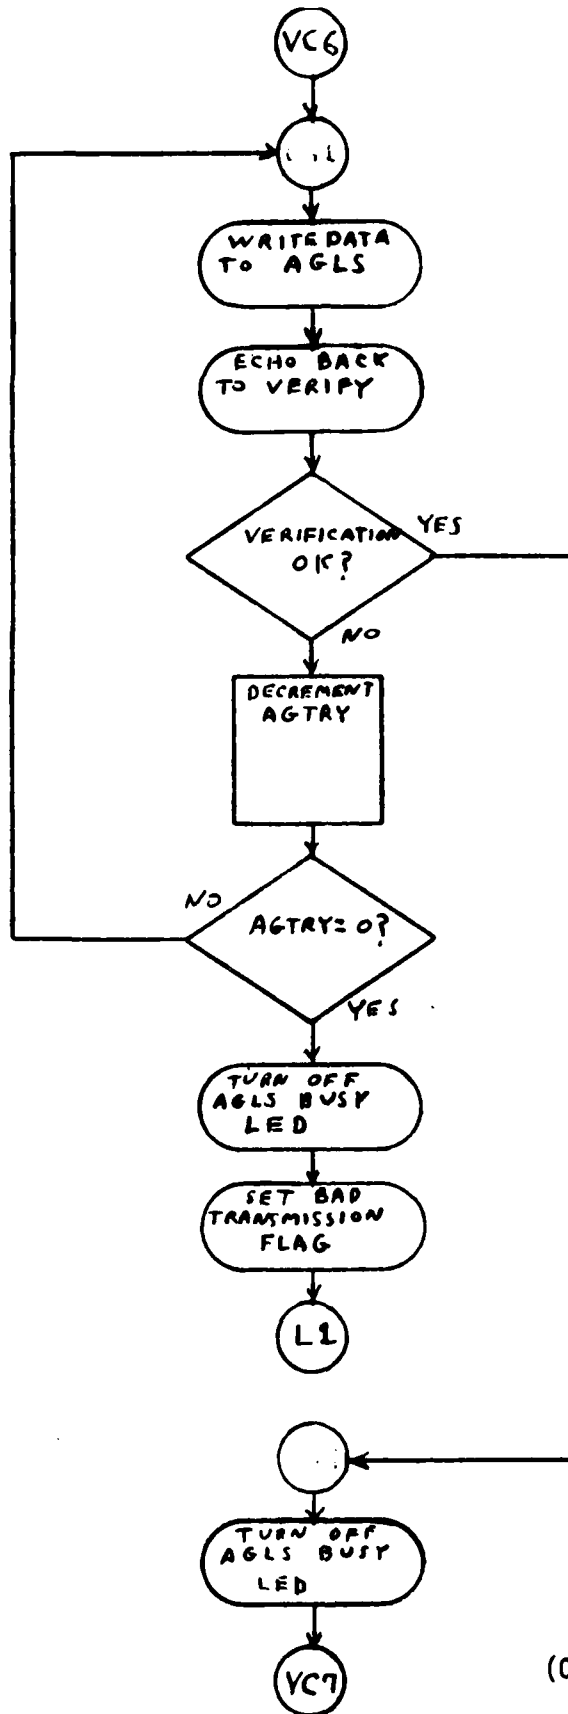 VC6
WRITE DATA
TO AGLS
ECHO BACK
TO VERIFY
VERIFICATION
OK?
YES
NO
DECREMENT
AGTRY
NO
AGTRY=0?
YES
TURN OFF
AGLS BUSY
LED
SET BAD
TRANSMISSION
FLAG
L1
TURN OFF
AGLS BUSY
LED
VC7